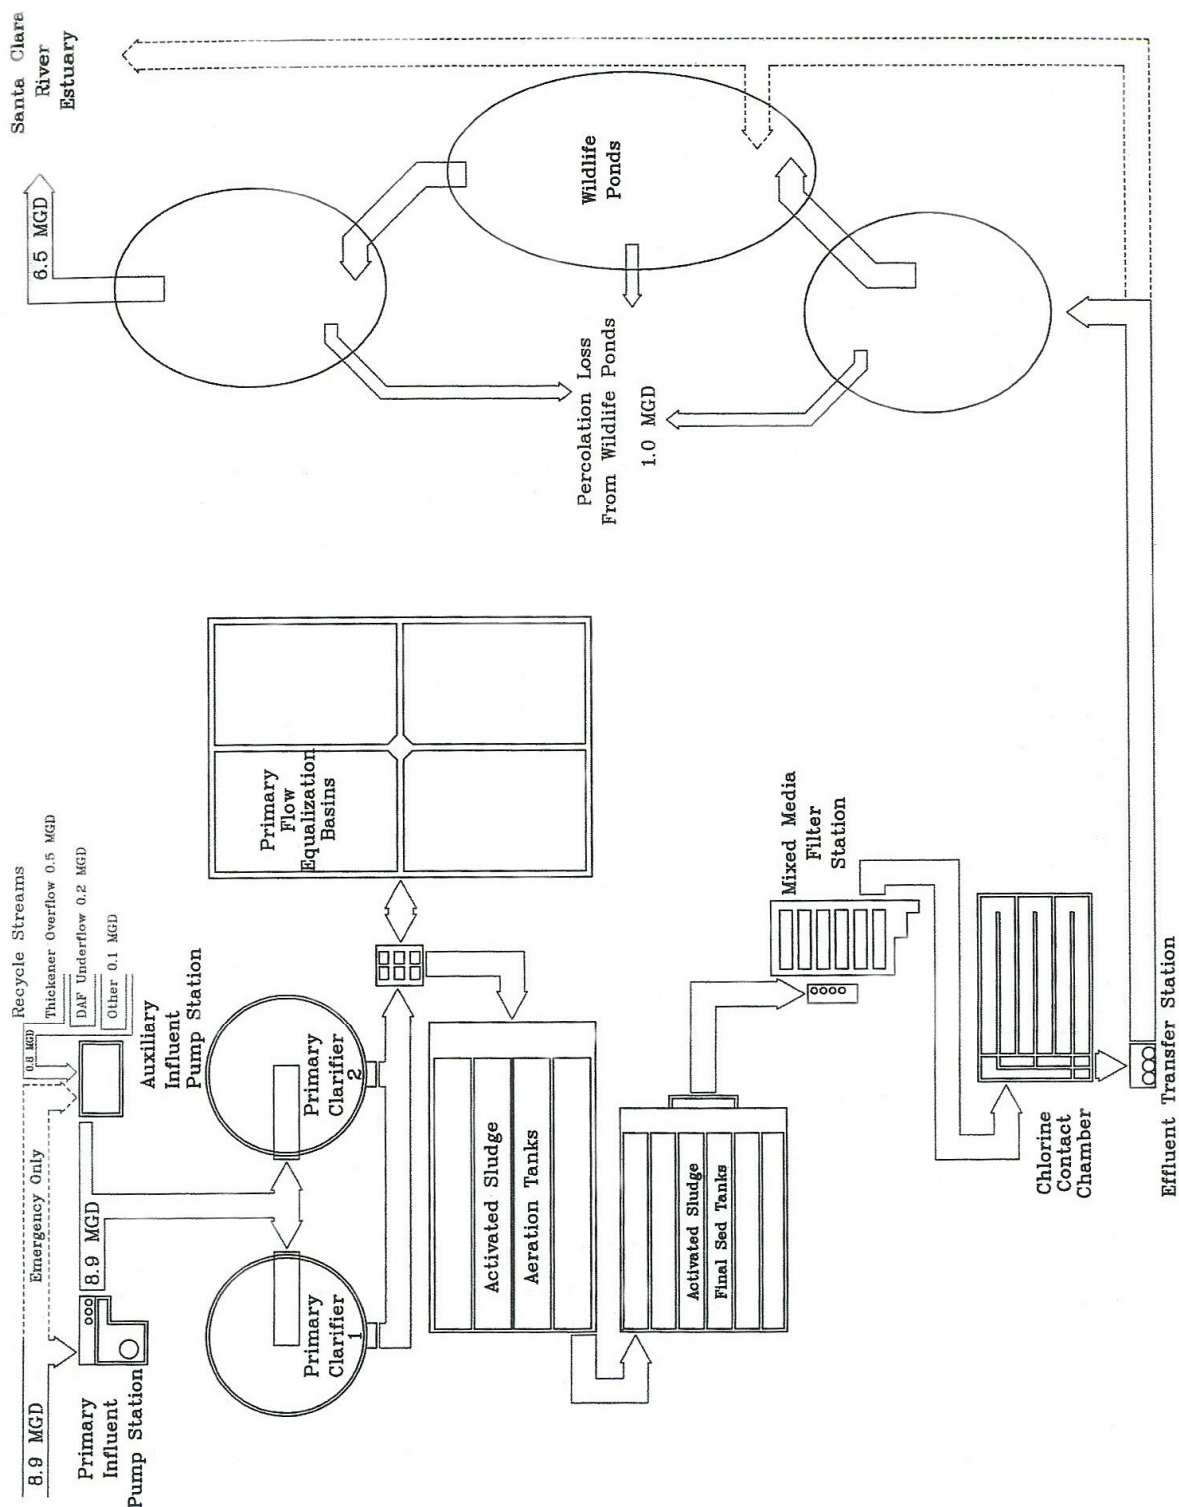 8.9 MGD
Emergency Only
Primary
Influent
Pump Station
8.9 MGD
Recycle Streams
0.8 MGD
Thickener Overflow 0.5 MGD
DAF Underflow 0.2 MGD
Other 0.1 MGD
Auxiliary
Influent
Pump Station
Primary
Clarifier
1
Primary
Clarifier
2
Primary
Flow
Equalization
Basins
Activated Sludge
Aeration Tanks
Activated Sludge
Final Sed Tanks
Mixed Media
Filter
Station
Chlorine
Contact
Chamber
Effluent Transfer Station
Percolation Loss
From Wildlife Ponds
1.0 MGD
Wildlife
Ponds
6.5 MGD
Santa Clara
River
Estuary